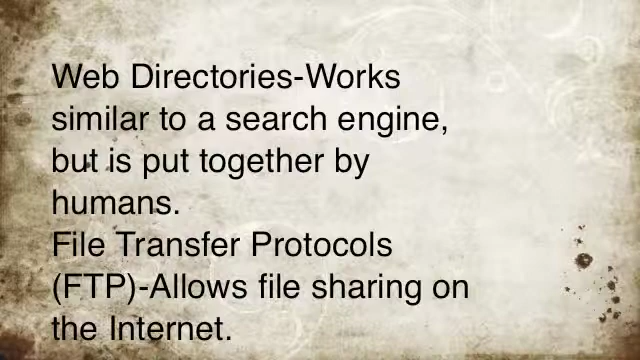 Web Directories-Works
similar to a search engine,
but is put together by
humans.
File Transfer Protocols
(FTP)-Allows file sharing on
the Internet.